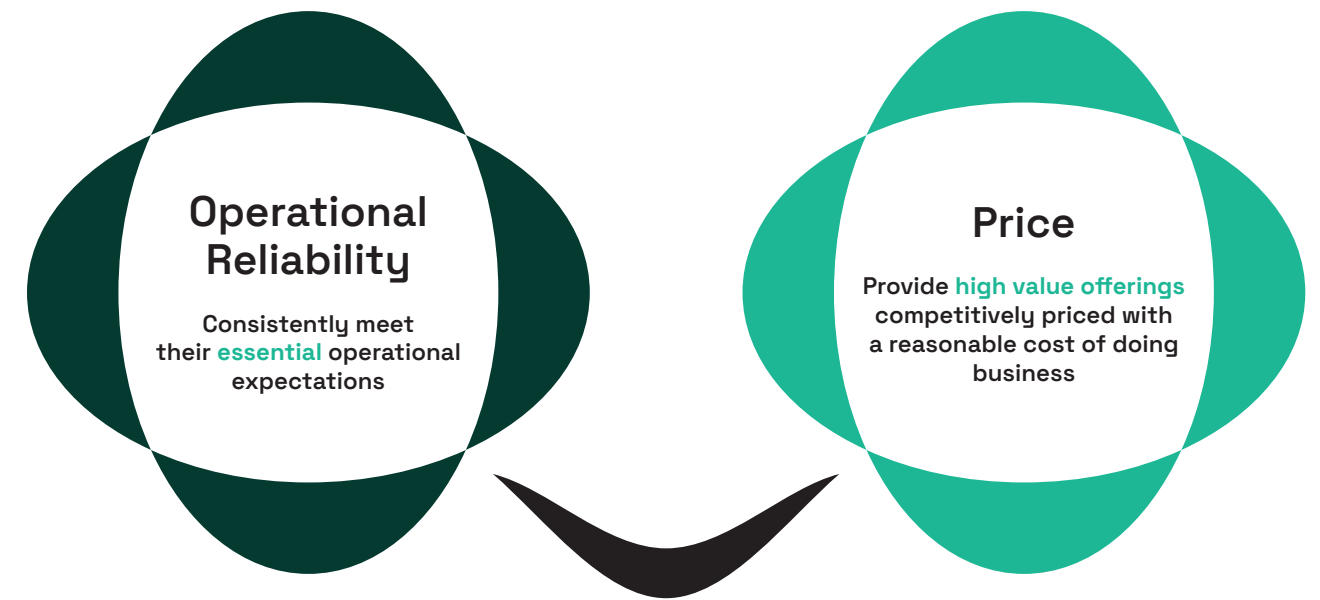 Operational
Reliability
Consistently meet
their essential operational
expectations
Price
Provide high value offerings
competitively priced with
a reasonable cost of doing
business